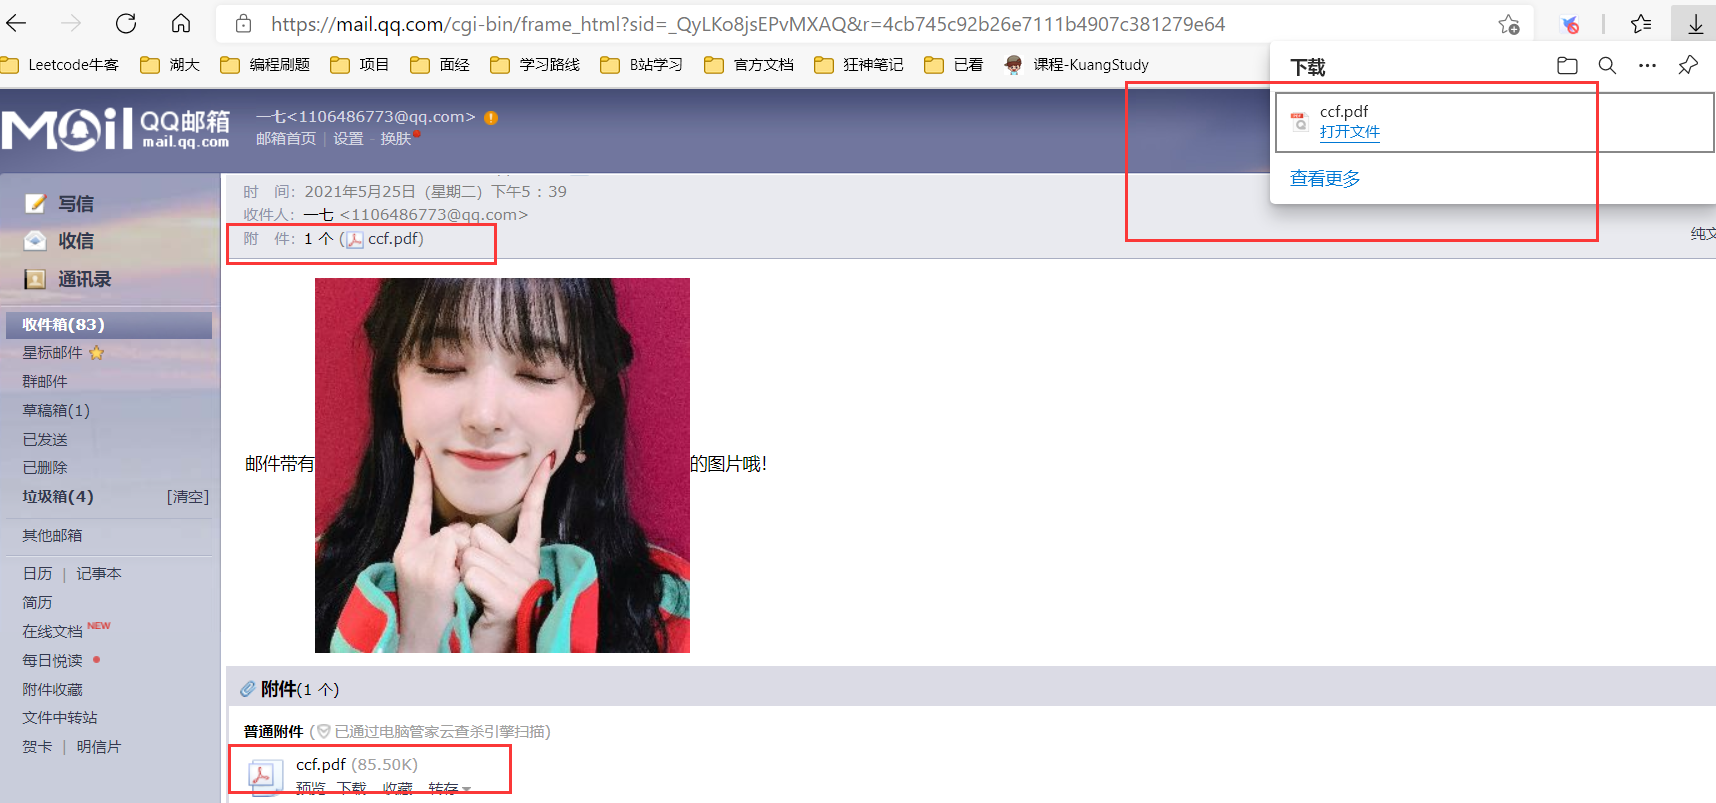 https://mail.qq.com/cgi-bin/frame_html?sid=_QyLKo8jsEPvMXAQ&r=4cb745c92b26e7111b4907c381279e64
Leetcode牛客 湖大 编程刷题 项目 面经 学习路线 B站学习 官方文档 狂神笔记 已看 课程-KuangStudy
下载
ccf.pdf
打开文件
查看更多
Mail QQ邮箱
mail.qq.com
一七<1106486773@qq.com>
邮箱首页 | 设置 - 换肤
写信
收信
通讯录
收件箱(83)
星标邮件
群邮件
草稿箱(1)
已发送
已删除
垃圾箱(4) [清空]
其他邮箱
日历 | 记事本
简历
在线文档 NEW
每日悦读
附件收藏
文件中转站
贺卡 | 明信片
时 间：2021年5月25日（星期二）下午5：39
收件人：一七 <1106486773@qq.com>
附 件：1 个 (ccf.pdf)
纯文
邮件带有的图片哦！
附件(1 个)
普通附件 (已通过电脑管家云查杀引擎扫描)
ccf.pdf (85.50K)
预览 下载 收藏 转存